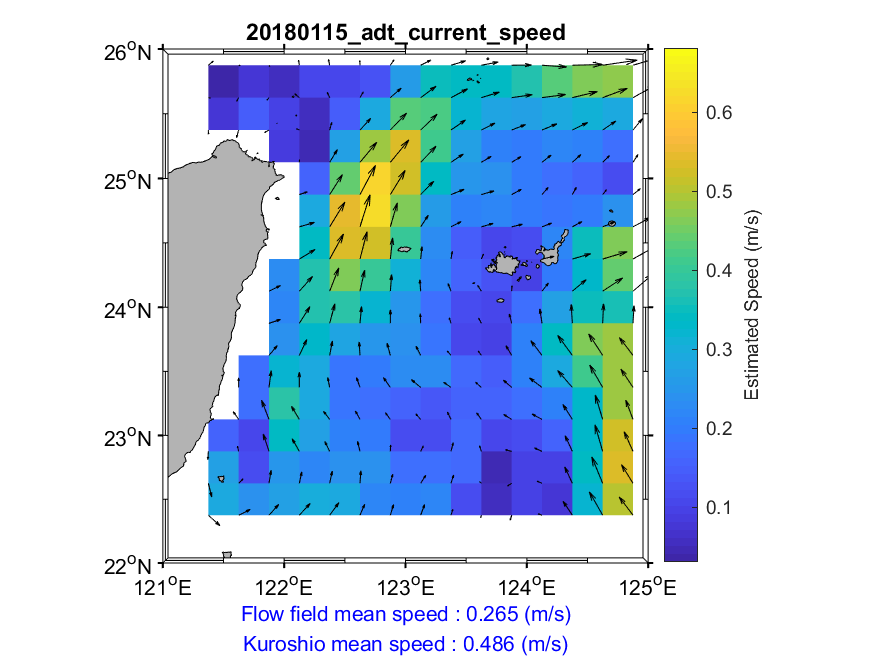 20180115_adt_current_speed
26°N
25°N
24°N
23°N
22°N
121°E
122°E
123°E
124°E
125°E
0.6
0.5
0.4
0.3
0.2
0.1
Estimated Speed (m/s)
Flow field mean speed : 0.265 (m/s)
Kuroshio mean speed : 0.486 (m/s)